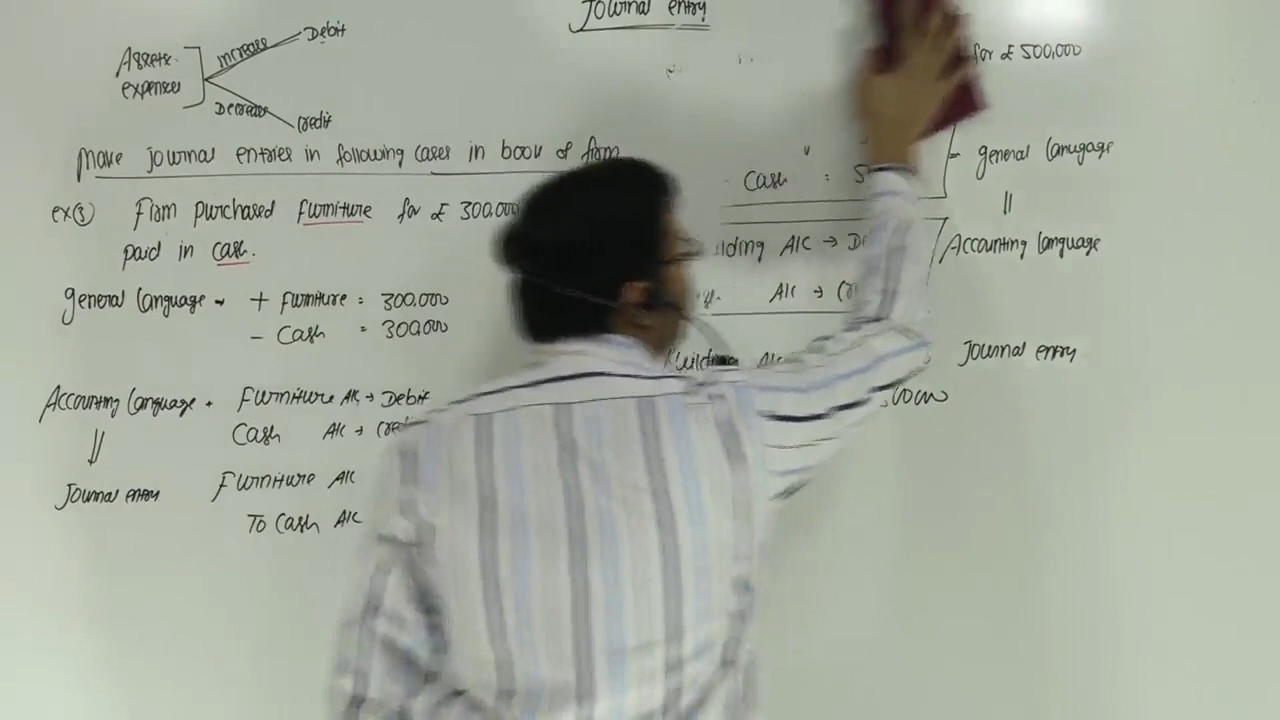 Journal entry
Assets.
expenses
increase
Debit
Decrease
credit
Make journal entries in following cases in book of firm
ex③ Firm purchased furniture for £ 300,000
paid in cash.
general language → + furniture = 300,000
- Cash = 300,000
Accounting language → Furniture A/c → Debit
Cash A/c →
Journal entry
Furniture A/c
To Cash A/c
for £ 500,000
Cash :
general lanugage
A/c →
Accounting language
A/c →
Building A/c
Journal entry